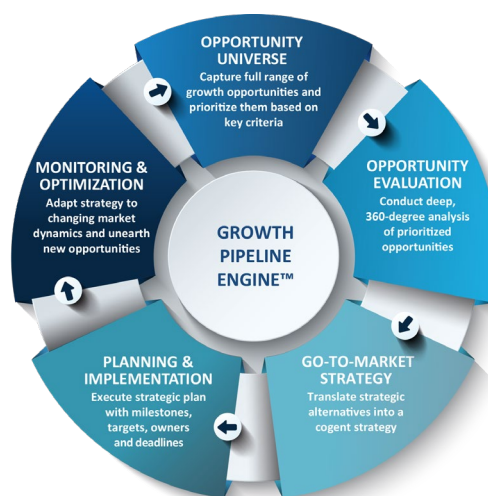 OPPORTUNITY
UNIVERSE
Capture full range of
growth opportunities and
prioritize them based on
key criteria
OPPORTUNITY
EVALUATION
Conduct deep,
360-degree analysis
of prioritized
opportunities
GO-TO-MARKET
STRATEGY
Translate strategic
alternatives into a
cogent strategy
PLANNING &
IMPLEMENTATION
Execute strategic plan
with milestones,
targets, owners
and deadlines
MONITORING &
OPTIMIZATION
Adapt strategy to
changing market
dynamics and unearth
new opportunities
GROWTH
PIPELINE
ENGINE™